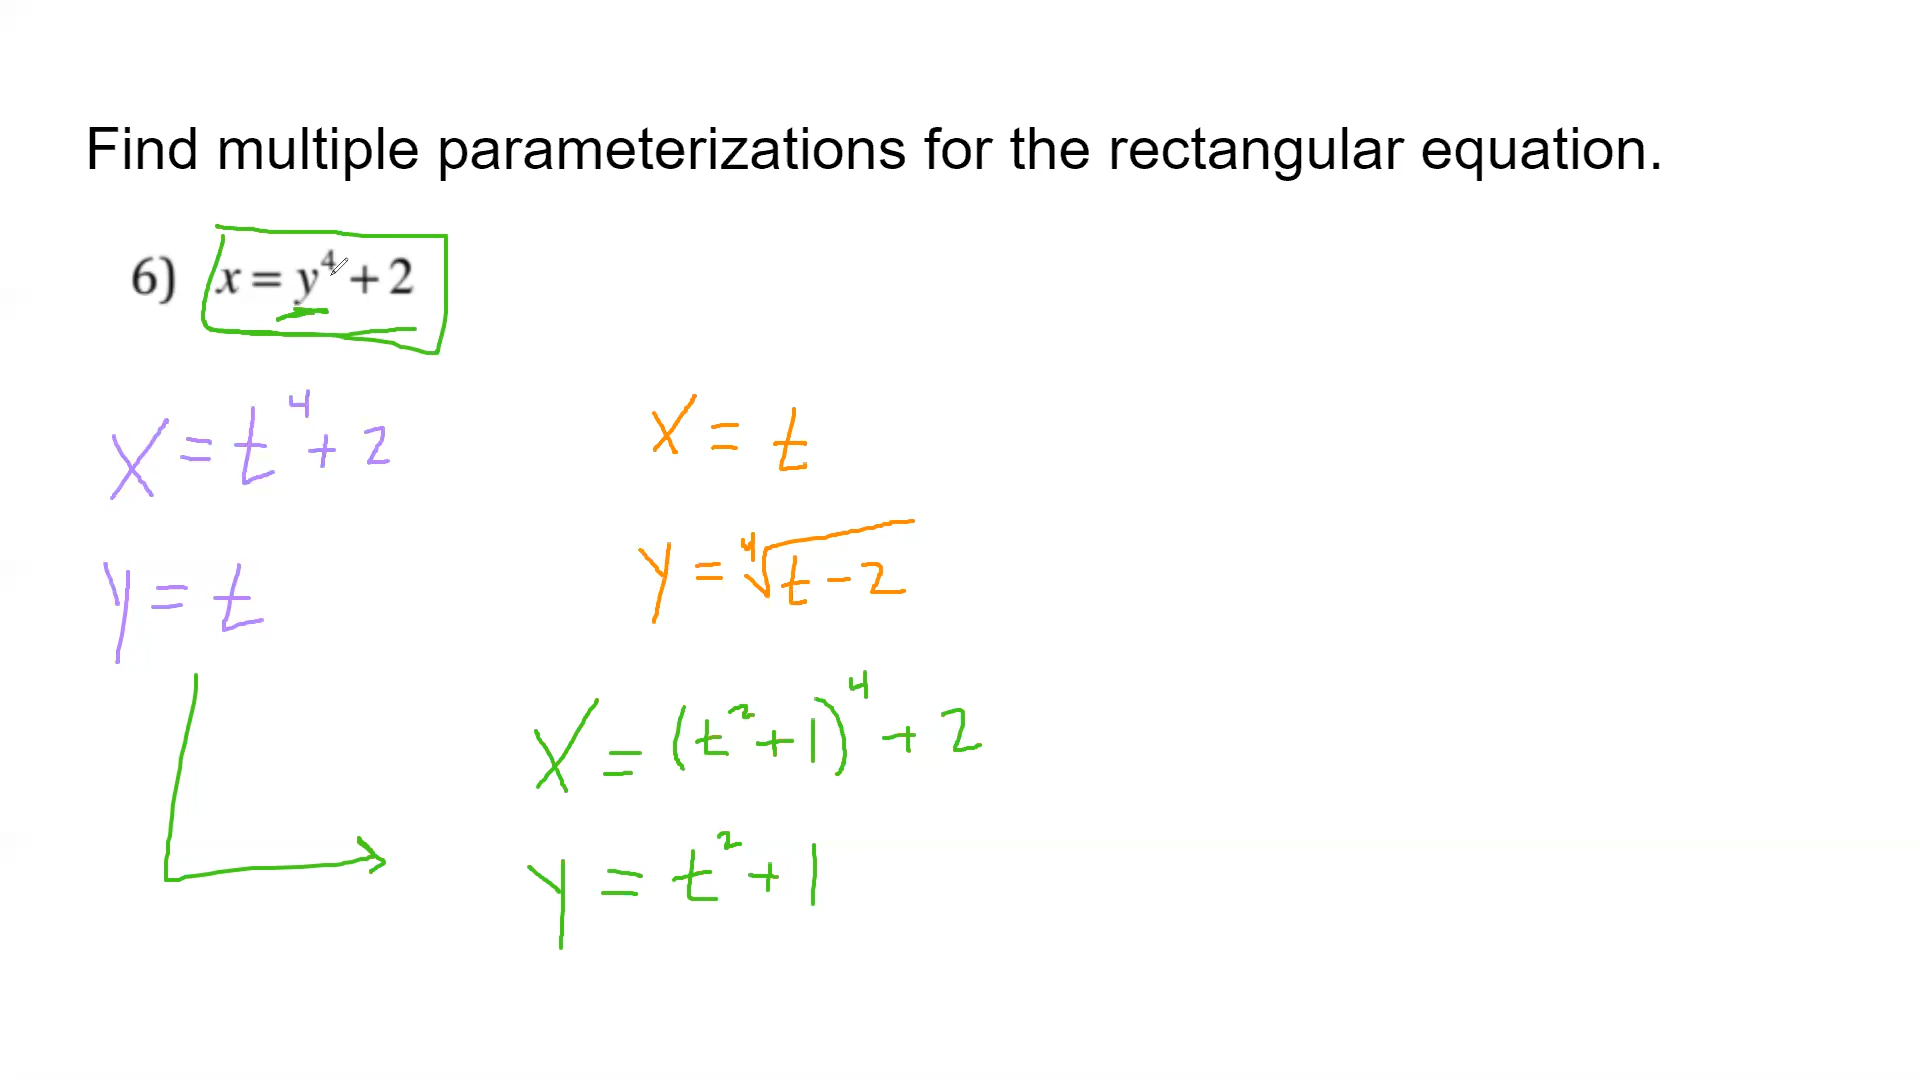 Find multiple parameterizations for the rectangular equation.
6) x = y⁴ + 2
x = t⁴ + 2
y = t
x = t
y = ∜(t - 2)
x = (t² + 1)⁴ + 2
y = t² + 1